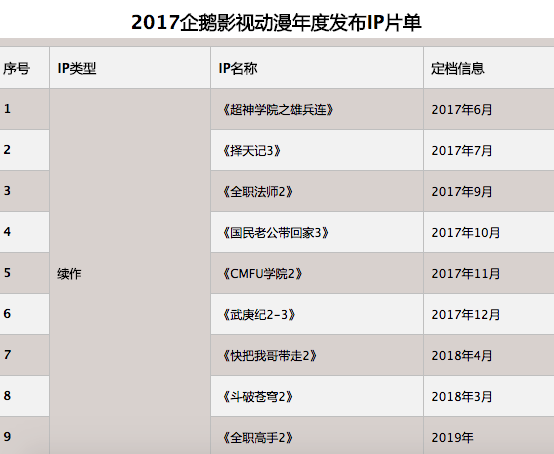 2017企鹅影视动漫年度发布IP片单
序号 IP类型 IP名称 定档信息
1 《超神学院之雄兵连》 2017年6月
2 《择天记3》 2017年7月
3 《全职法师2》 2017年9月
4 《国民老公带回家3》 2017年10月
5 续作 《CMFU学院2》 2017年11月
6 《武庚纪2-3》 2017年12月
7 《快把我哥带走2》 2018年4月
8 《斗破苍穹2》 2018年3月
9 《全职高手2》 2019年